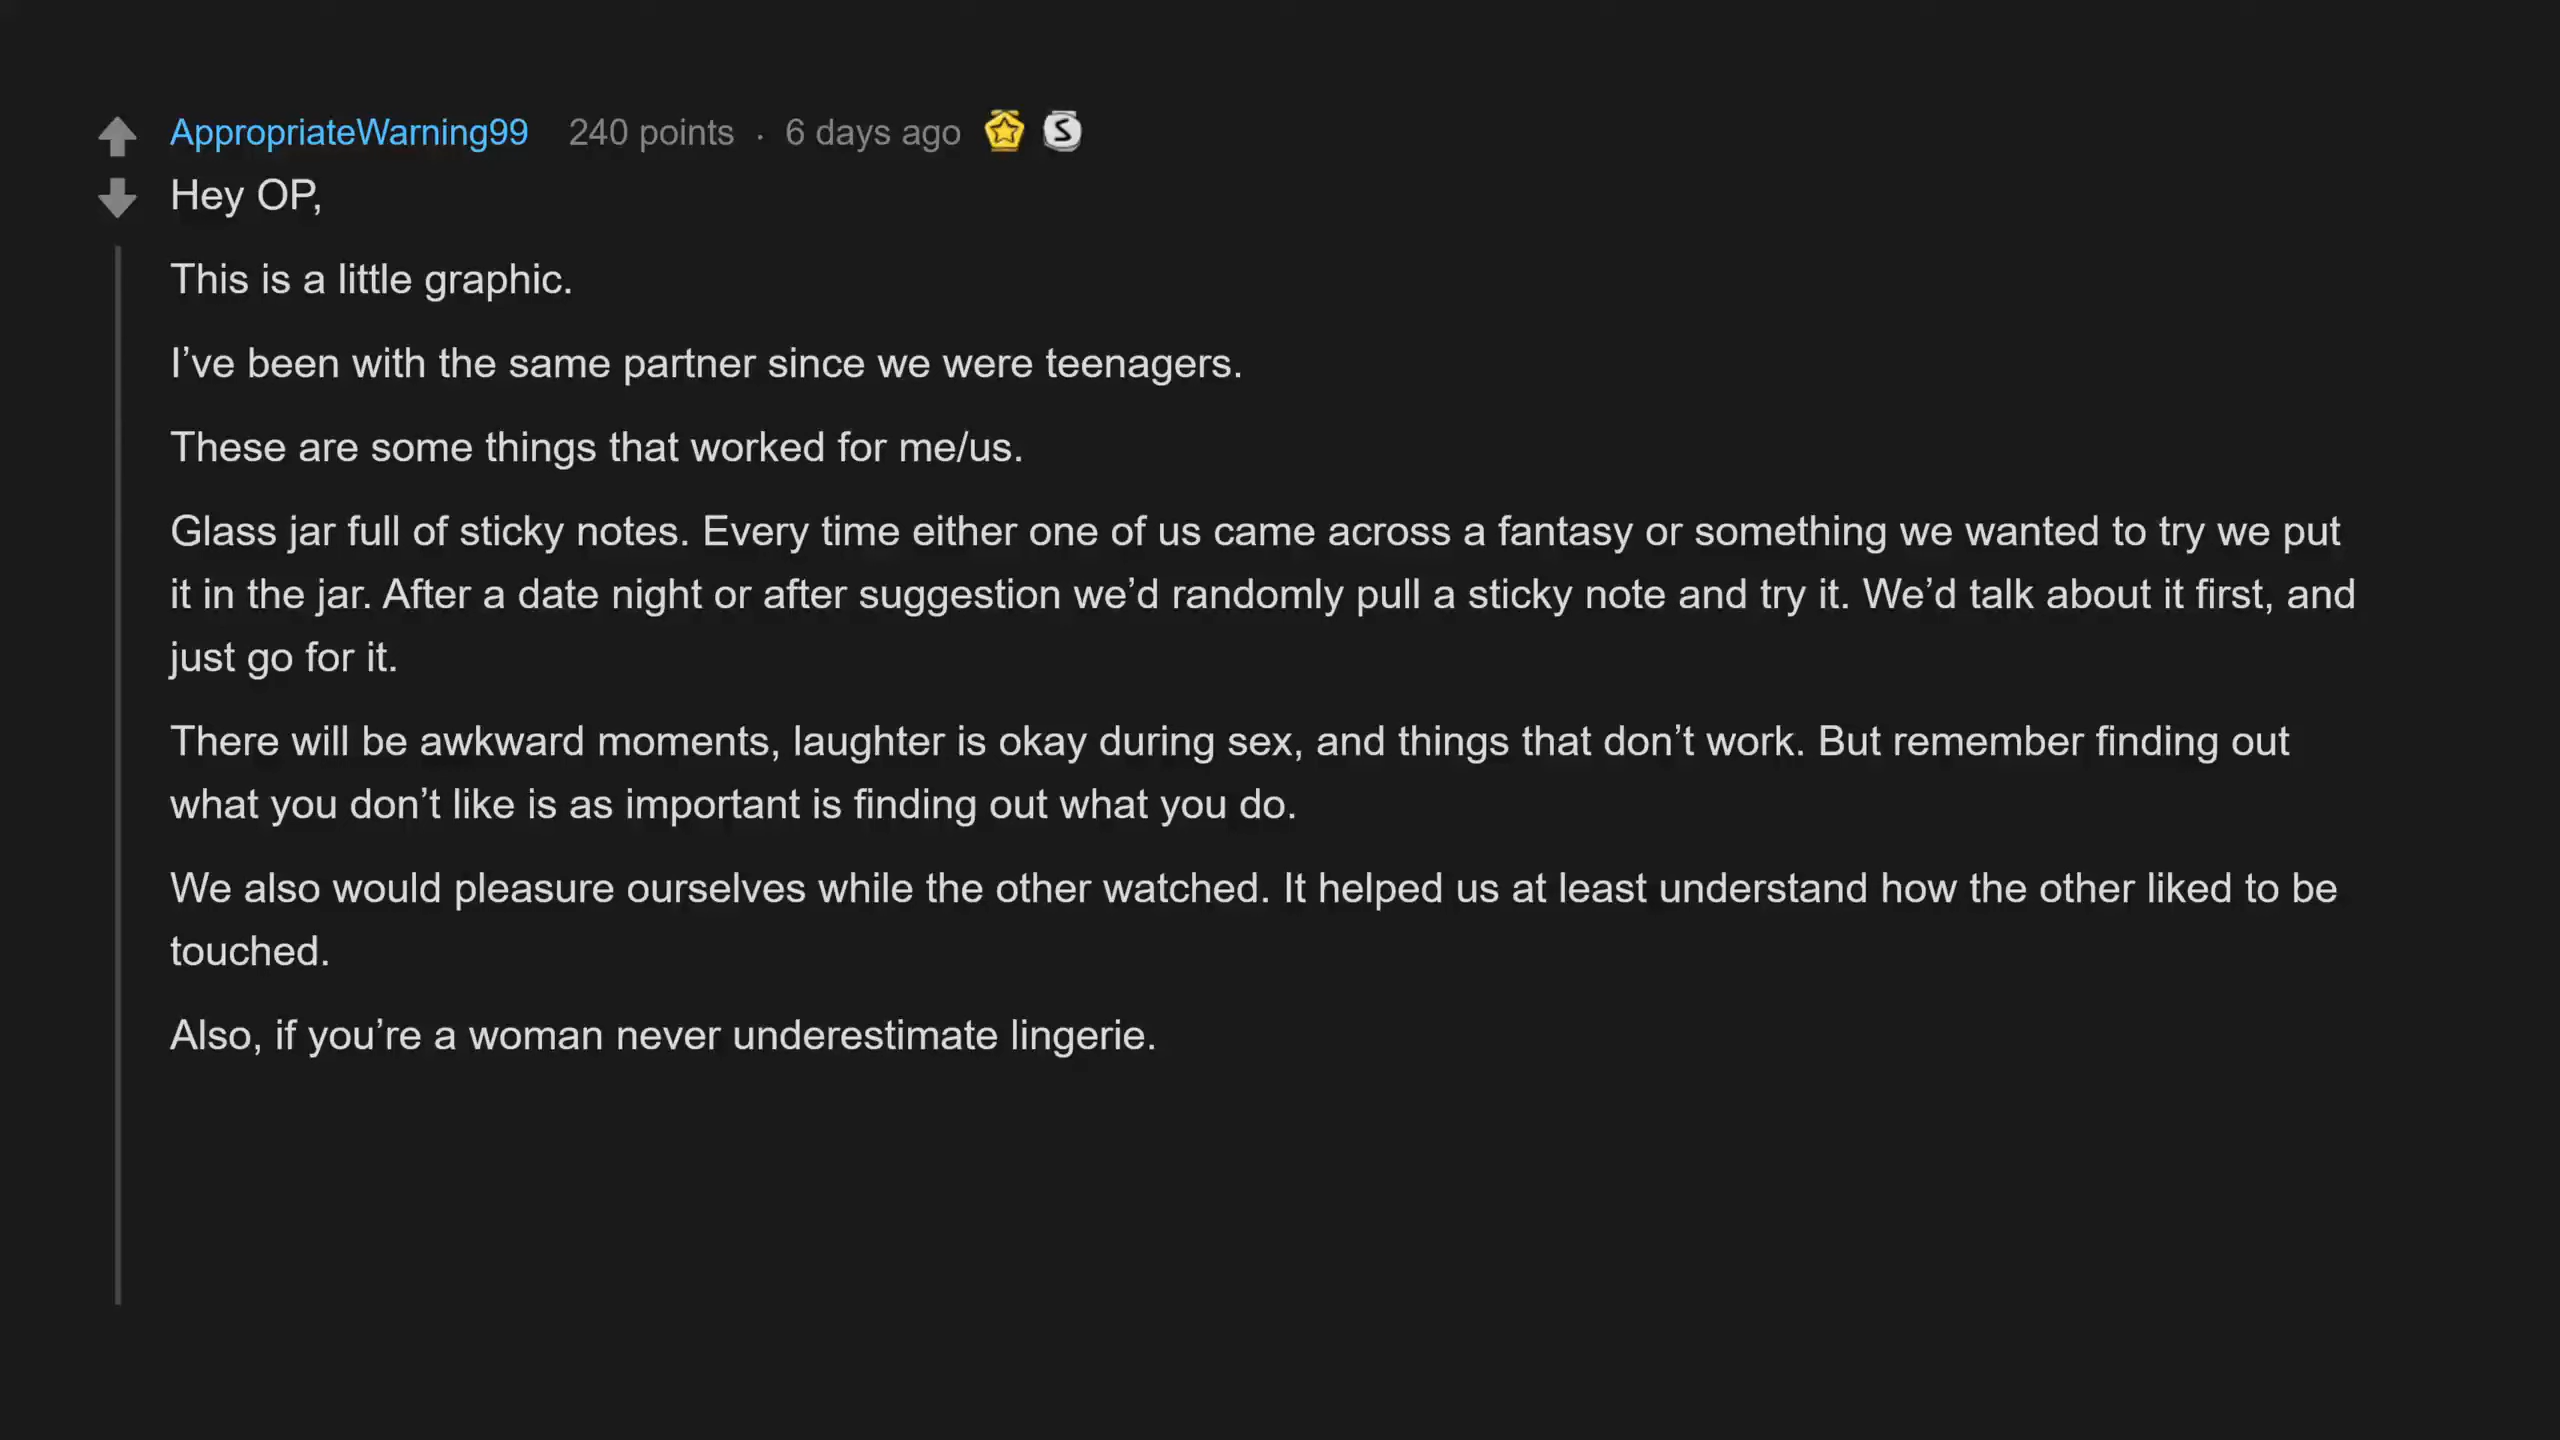 AppropriateWarning99 240 points · 6 days ago
Hey OP,
This is a little graphic.
I’ve been with the same partner since we were teenagers.
These are some things that worked for me/us.
Glass jar full of sticky notes. Every time either one of us came across a fantasy or something we wanted to try we put
it in the jar. After a date night or after suggestion we’d randomly pull a sticky note and try it. We’d talk about it first, and
just go for it.
There will be awkward moments, laughter is okay during sex, and things that don’t work. But remember finding out
what you don’t like is as important is finding out what you do.
We also would pleasure ourselves while the other watched. It helped us at least understand how the other liked to be
touched.
Also, if you’re a woman never underestimate lingerie.